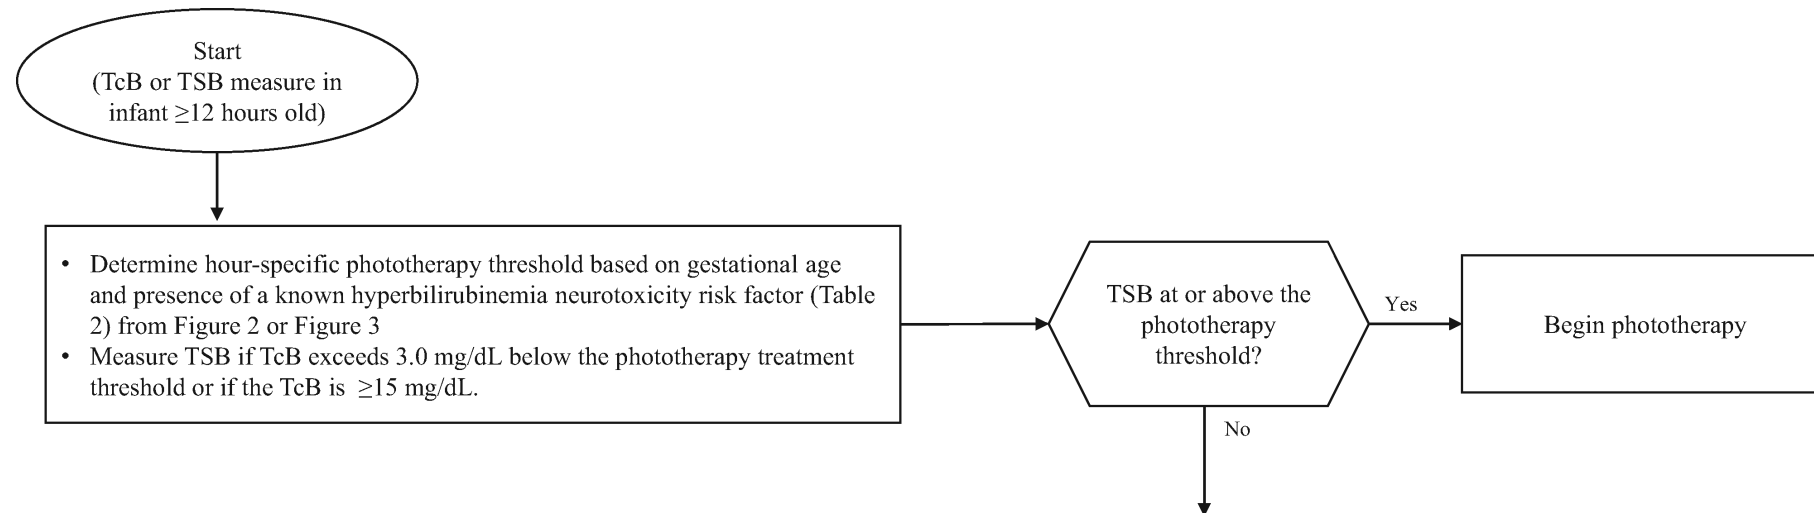 Start
(TcB or TSB measure in
infant ≥12 hours old)
• Determine hour-specific phototherapy threshold based on gestational age
and presence of a known hyperbilirubinemia neurotoxicity risk factor (Table
2) from Figure 2 or Figure 3
• Measure TSB if TcB exceeds 3.0 mg/dL below the phototherapy treatment
threshold or if the TcB is ≥15 mg/dL.
TSB at or above the
phototherapy
threshold?
Yes
Begin phototherapy
No